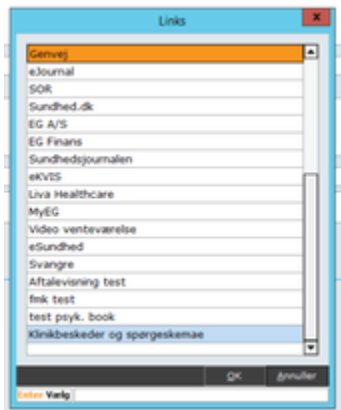 Links
x
Genvej
eJournal
SOR
Sundhed.dk
EG A/S
EG Finans
Sundhedsjournalen
eKVIS
Liva Healthcare
MyEG
Video venteværelse
eSundhed
Svangre
Aftalevisning test
fmk test
test psyk. book
Klinikbeskeder og spørgeskemae
OK Annuller
Enter Vælg